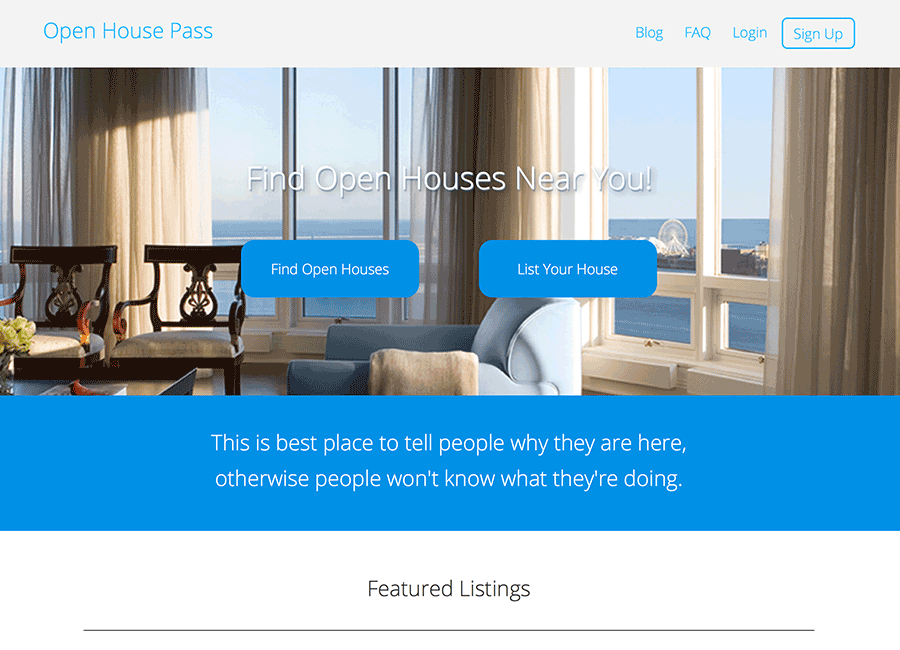 Open House Pass
Blog FAQ Login Sign Up
Find Open Houses Near You!
Find Open Houses
List Your House
This is best place to tell people why they are here,
otherwise people won't know what they're doing.
Featured Listings